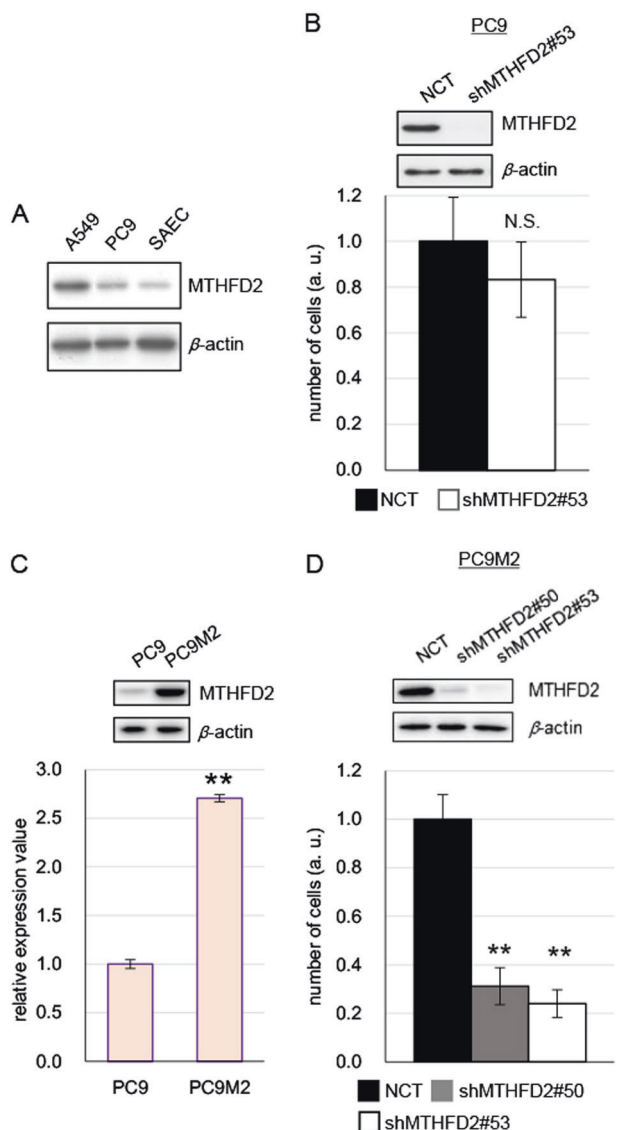 A
A549
PC9
SAEC
MTHFD2
β-actin
B
PC9
NCT
shMTHFD2#53
MTHFD2
β-actin
number of cells (a. u.)
1.2
1.0
0.8
0.6
0.4
0.2
0.0
N.S.
NCT
shMTHFD2#53
C
PC9
PC9M2
MTHFD2
β-actin
relative expression value
3.0
2.5
2.0
2.5
1.0
2.5
0.0
**
PC9
PC9M2
D
PC9M2
NCT
shMTHFD2#50
shMTHFD2#53
MTHFD2
β-actin
number of cells (a. u.)
1.2
1.0
0.8
0.6
0.4
0.2
0.0
**
**
NCT
shMTHFD2#50
shMTHFD2#53